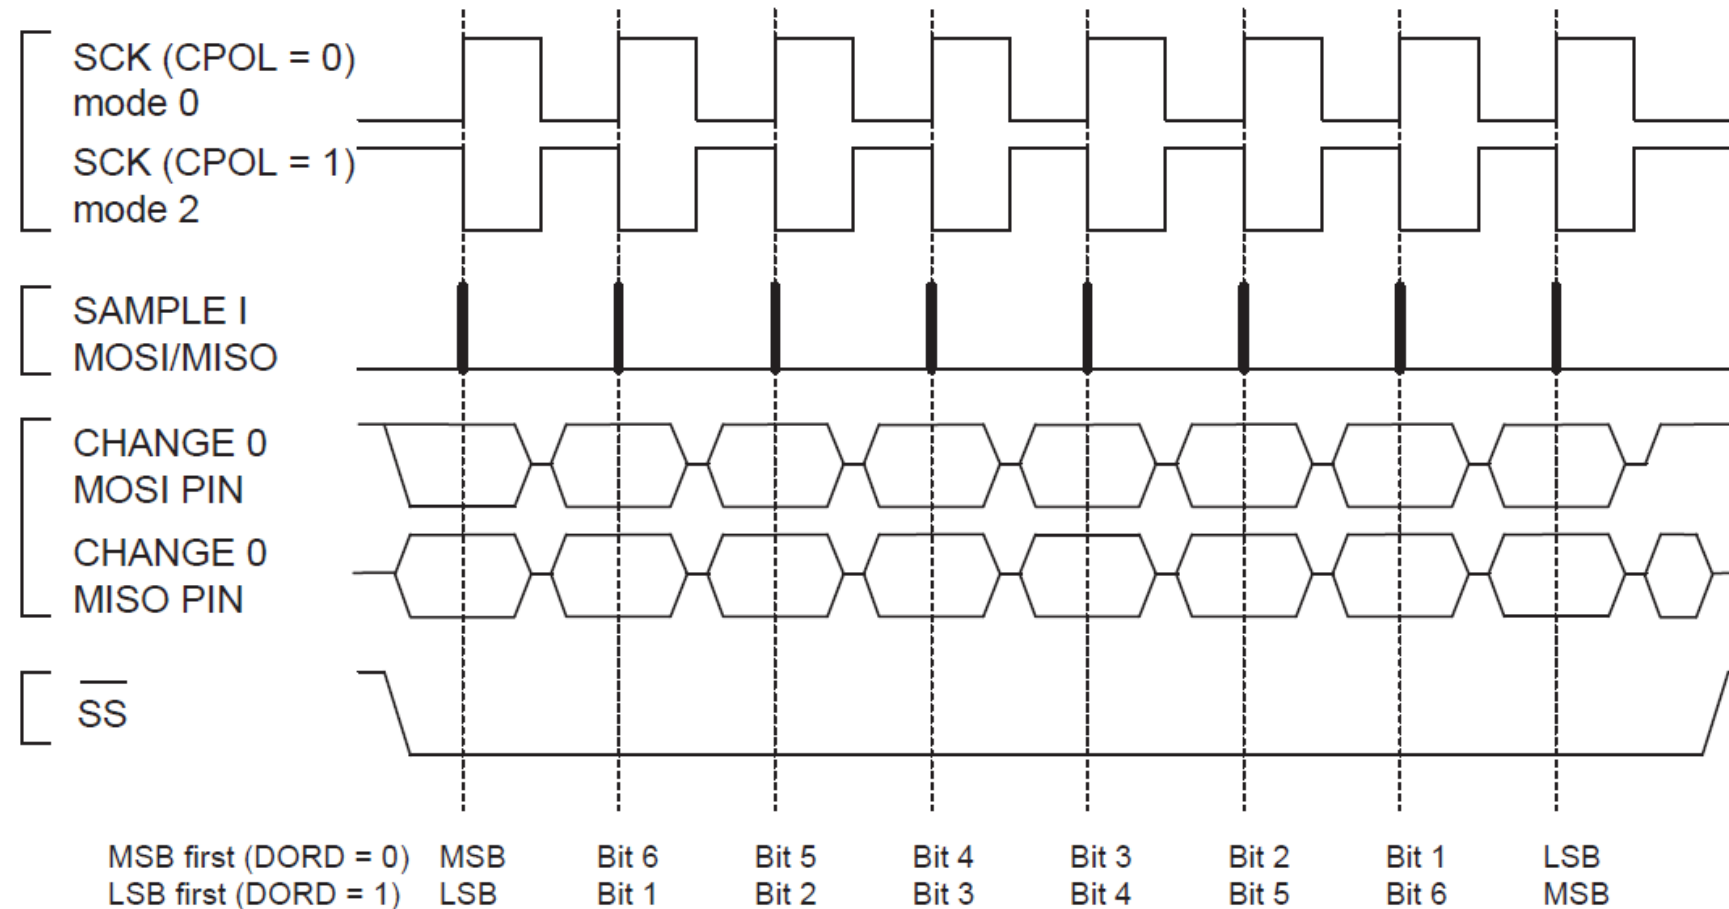 SCK (CPOL = 0)
mode 0
SCK (CPOL = 1)
mode 2
SAMPLE I
MOSI/MISO
CHANGE 0
MOSI PIN
CHANGE 0
MISO PIN
SS
MSB first (DORD = 0) MSB Bit 6 Bit 5 Bit 4 Bit 3 Bit 2 Bit 1 LSB
LSB first (DORD = 1) LSB Bit 1 Bit 2 Bit 3 Bit 4 Bit 5 Bit 6 MSB